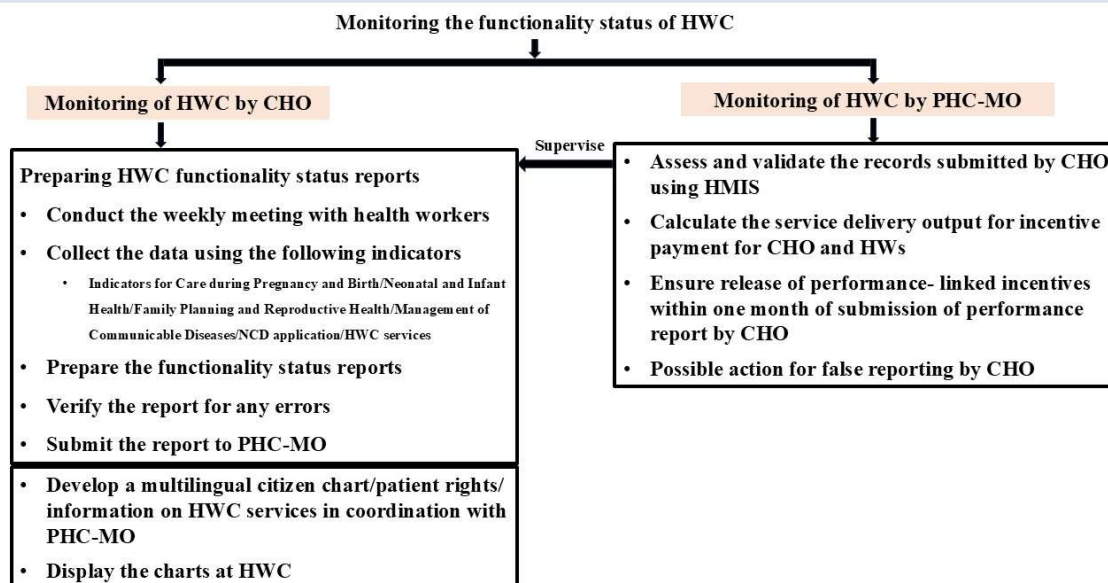 Monitoring the functionality status of HWC
Monitoring of HWC by CHO
Monitoring of HWC by PHC-MO
Supervise
Preparing HWC functionality status reports
• Conduct the weekly meeting with health workers
• Collect the data using the following indicators
• Indicators for Care during Pregnancy and Birth/Neonatal and Infant
Health/Family Planning and Reproductive Health/Management of
Communicable Diseases/NCD application/HWC services
• Prepare the functionality status reports
• Verify the report for any errors
• Submit the report to PHC-MO
• Develop a multilingual citizen chart/patient rights/
information on HWC services in coordination with
PHC-MO
• Display the charts at HWC
• Assess and validate the records submitted by CHO
using HMIS
• Calculate the service delivery output for incentive
payment for CHO and HWs
• Ensure release of performance- linked incentives
within one month of submission of performance
report by CHO
• Possible action for false reporting by CHO